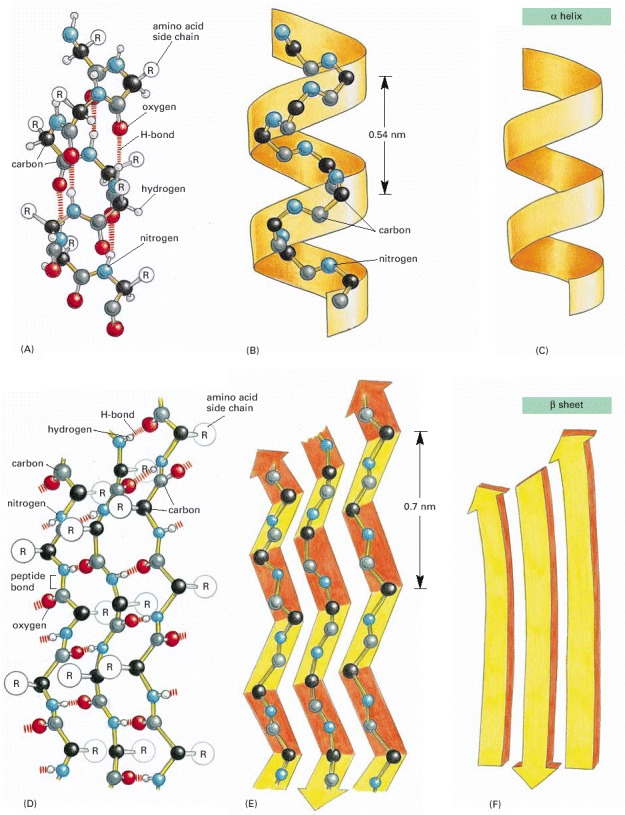 R
amino acid
side chain
R
R
oxygen
H-bond
R
carbon
R
R
hydrogen
R
R
R
nitrogen
(A)
0.54 nm
carbon
nitrogen
(B)
α helix
(C)
amino acid
side chain
H-bond
hydrogen
R
carbon
R
R
R
nitrogen
carbon
R
R
R
peptide
bond
R
oxygen
R
R
R
R
R
R
R
R
R
(D)
0.7 nm
(E)
β sheet
(F)